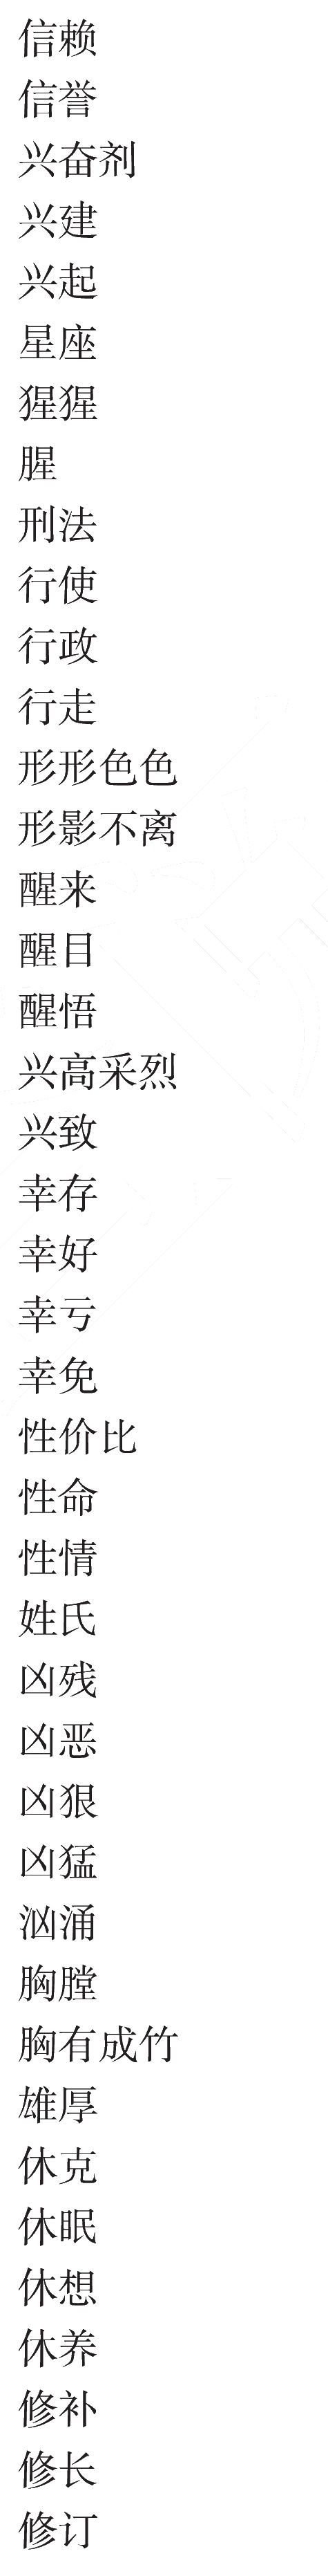 信赖
信誉
兴奋剂
兴建
兴起
星座
猩猩
腥
刑法
行使
行政
行走
形形色色
形影不离
醒来
醒目
醒悟
兴高采烈
兴致
幸存
幸好
幸亏
幸免
性价比
性命
性情
姓氏
凶残
凶恶
凶狠
凶猛
汹涌
胸膛
胸有成竹
雄厚
休克
休眠
休想
休养
修补
修长
修订